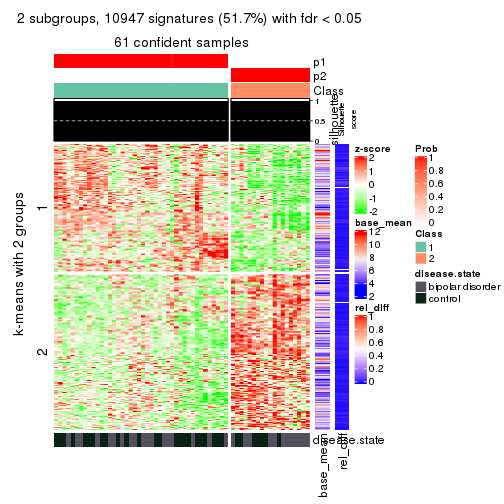 2 subgroups, 10947 signatures (51.7%) with fdr < 0.05
61 confident samples
p1
p2
Class
1
0.5
0
silhouette
Silhouette
score
k-means with 2 groups
1
2
disease.state
base_mean
rel_diff
z-score
2
1
0
-1
-2
base_mean
12
10
8
6
4
2
rel_diff
1
0.8
0.6
0.4
0.2
0
Prob
1
0.8
0.6
0.4
0.2
0
Class
1
2
disease.state
bipolar disorder
control